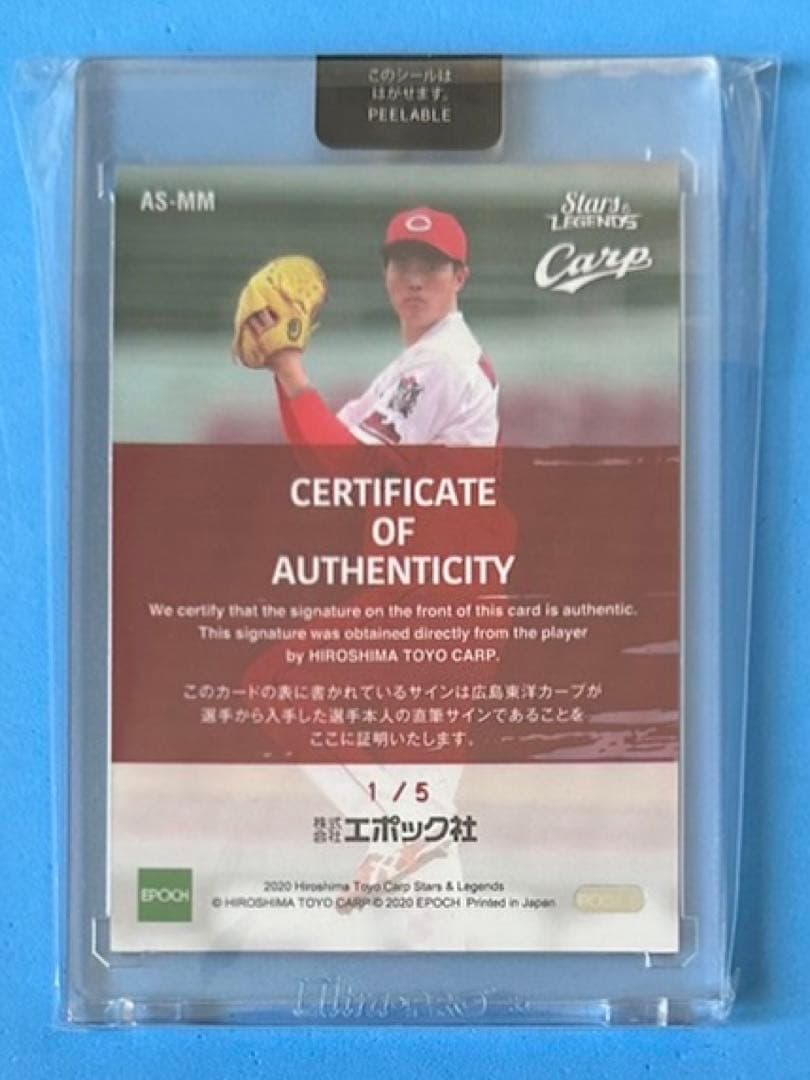 このシールは
はがせます。
PEELABLE
AS-MM
Stars &
LEGENDS
Carp
CERTIFICATE
OF
AUTHENTICITY
We certify that the signature on the front of this card is authentic.
This signature was obtained directly from the player
by HIROSHIMA TOYO CARP.
このカードの表に書かれているサインは広島東洋カープが
選手から入手した選手本人の直筆サインであることを
ここに証明いたします。
1 / 5
株式会社エポック社
EPOCH
2020 Hiroshima Toyo Carp Stars & Legends
© HIROSHIMA TOYO CARP © 2020 EPOCH Printed in Japan
Ultra PRO